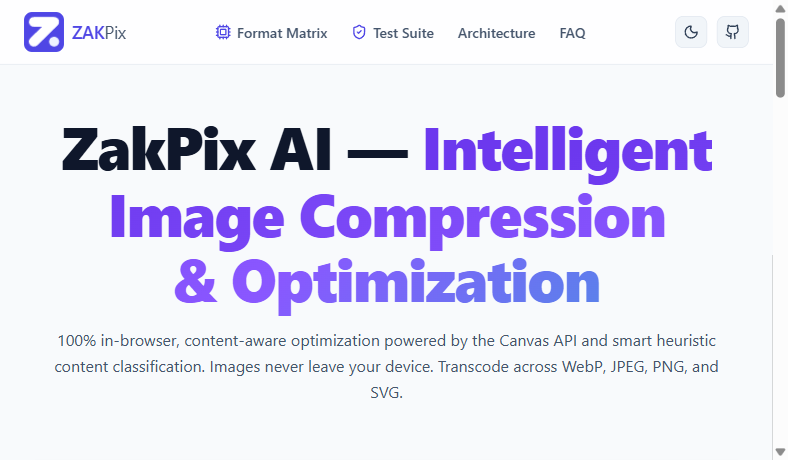 ZAKPix
Format Matrix
Test Suite
Architecture
FAQ
ZakPix AI — Intelligent
Image Compression
& Optimization
100% in-browser, content-aware optimization powered by the Canvas API and smart heuristic
content classification. Images never leave your device. Transcode across WebP, JPEG, PNG, and
SVG.